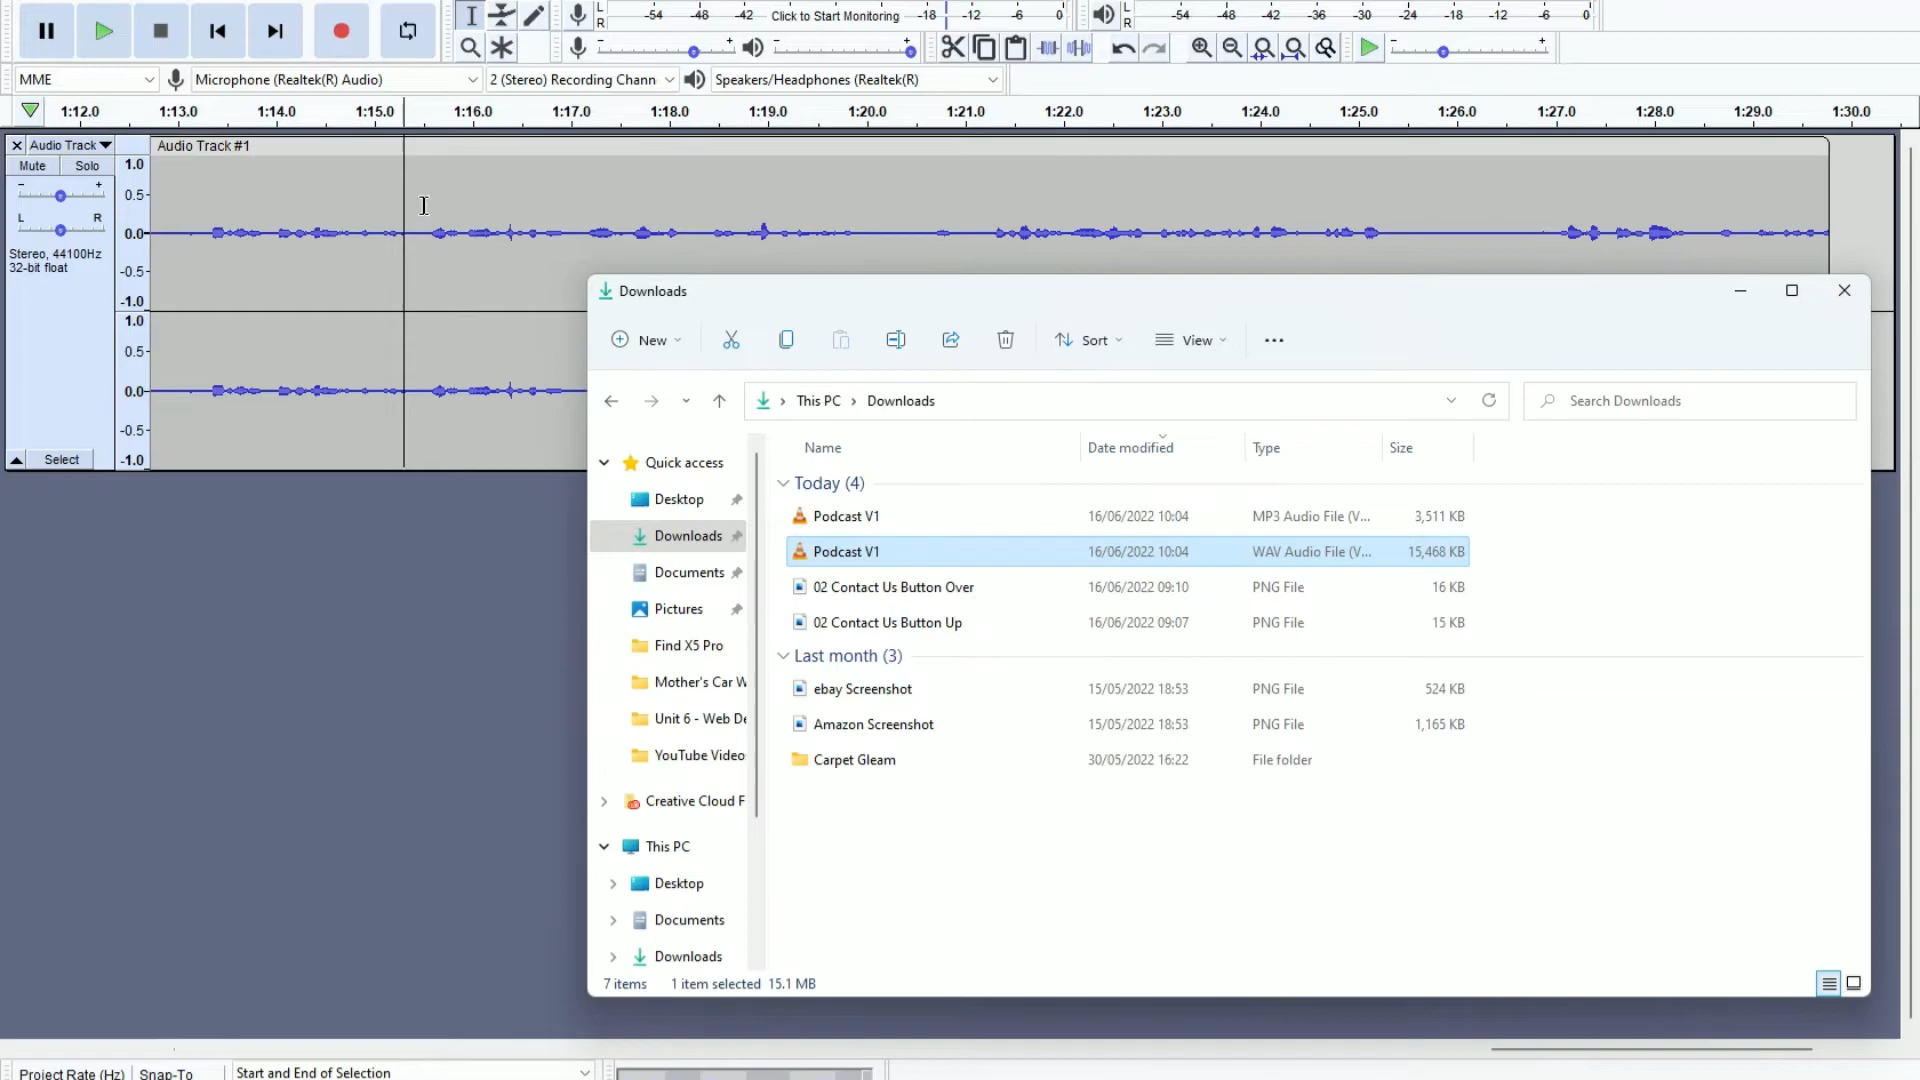 L
R
-54 -48 -42 Click to Start Monitoring -18 -12 -6 0
L
R
-54 -48 -42 -36 -30 -24 -18 -12 -6 0
MME
Microphone (Realtek(R) Audio)
2 (Stereo) Recording Chann
Speakers/Headphones (Realtek(R)
1:12.0 1:13.0 1:14.0 1:15.0 1:16.0 1:17.0 1:18.0 1:19.0 1:20.0 1:21.0 1:22.0 1:23.0 1:24.0 1:25.0 1:26.0 1:27.0 1:28.0 1:29.0 1:30.0
Audio Track
Audio Track #1
Mute Solo
L R
Stereo, 44100Hz
32-bit float
Select
1.0
0.5
0.0
-0.5
-1.0
1.0
0.5
0.0
-0.5
-1.0
Downloads
New
Sort
View
This PC > Downloads
Search Downloads
Quick access
Desktop
Downloads
Documents
Pictures
Find X5 Pro
Mother's Car W
Unit 6 - Web De
YouTube Video
Creative Cloud F
This PC
Desktop
Documents
Downloads
Name Date modified Type Size
Today (4)
Podcast V1 16/06/2022 10:04 MP3 Audio File (V... 3,511 KB
Podcast V1 16/06/2022 10:04 WAV Audio File (V... 15,468 KB
02 Contact Us Button Over 16/06/2022 09:10 PNG File 16 KB
02 Contact Us Button Up 16/06/2022 09:07 PNG File 15 KB
Last month (3)
ebay Screenshot 15/05/2022 18:53 PNG File 524 KB
Amazon Screenshot 15/05/2022 18:53 PNG File 1,165 KB
Carpet Gleam 30/05/2022 16:22 File folder
7 items 1 item selected 15.1 MB
Project Rate (Hz) Snap-To Start and End of Selection